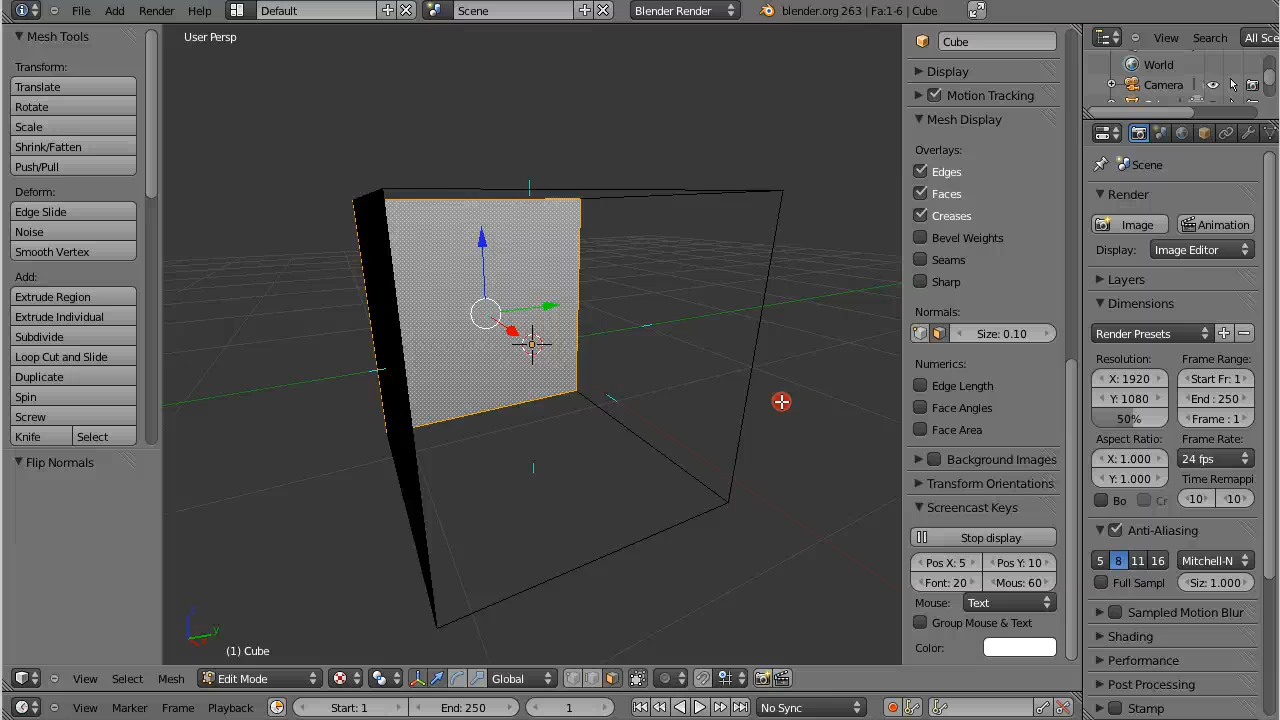 File Add Render Help Default Scene Blender Render blender.org 263 | Fa:1-6 | Cube
Mesh Tools
Transform:
Translate
Rotate
Scale
Shrink/Fatten
Push/Pull
Deform:
Edge Slide
Noise
Smooth Vertex
Add:
Extrude Region
Extrude Individual
Subdivide
Loop Cut and Slide
Duplicate
Spin
Screw
Knife Select
Flip Normals
User Persp
(1) Cube
Cube
Display
Motion Tracking
Mesh Display
Overlays:
Edges
Faces
Creases
Bevel Weights
Seams
Sharp
Normals:
Size: 0.10
Numerics:
Edge Length
Face Angles
Face Area
Background Images
Transform Orientations
Screencast Keys
Stop display
Pos X: 5 Pos Y: 10
Font: 20 Mous: 60
Mouse: Text
Group Mouse & Text
Color:
View Search All Sce
World
Camera
Scene
Render
Image Animation
Display: Image Editor
Layers
Dimensions
Render Presets
Resolution: Frame Range:
X: 1920 Start Fr: 1
Y: 1080 End : 250
50% Frame : 1
Aspect Ratio: Frame Rate:
X: 1.000 24 fps
Y: 1.000 Time Remappi
Bo Cr 10 10
Anti-Aliasing
5 8 11 16 Mitchell-N
Full Sampl Siz: 1.000
Sampled Motion Blur
Shading
Performance
Post Processing
Stamp
View Select Mesh Edit Mode Global
View Marker Frame Playback Start: 1 End: 250 1 No Sync
y